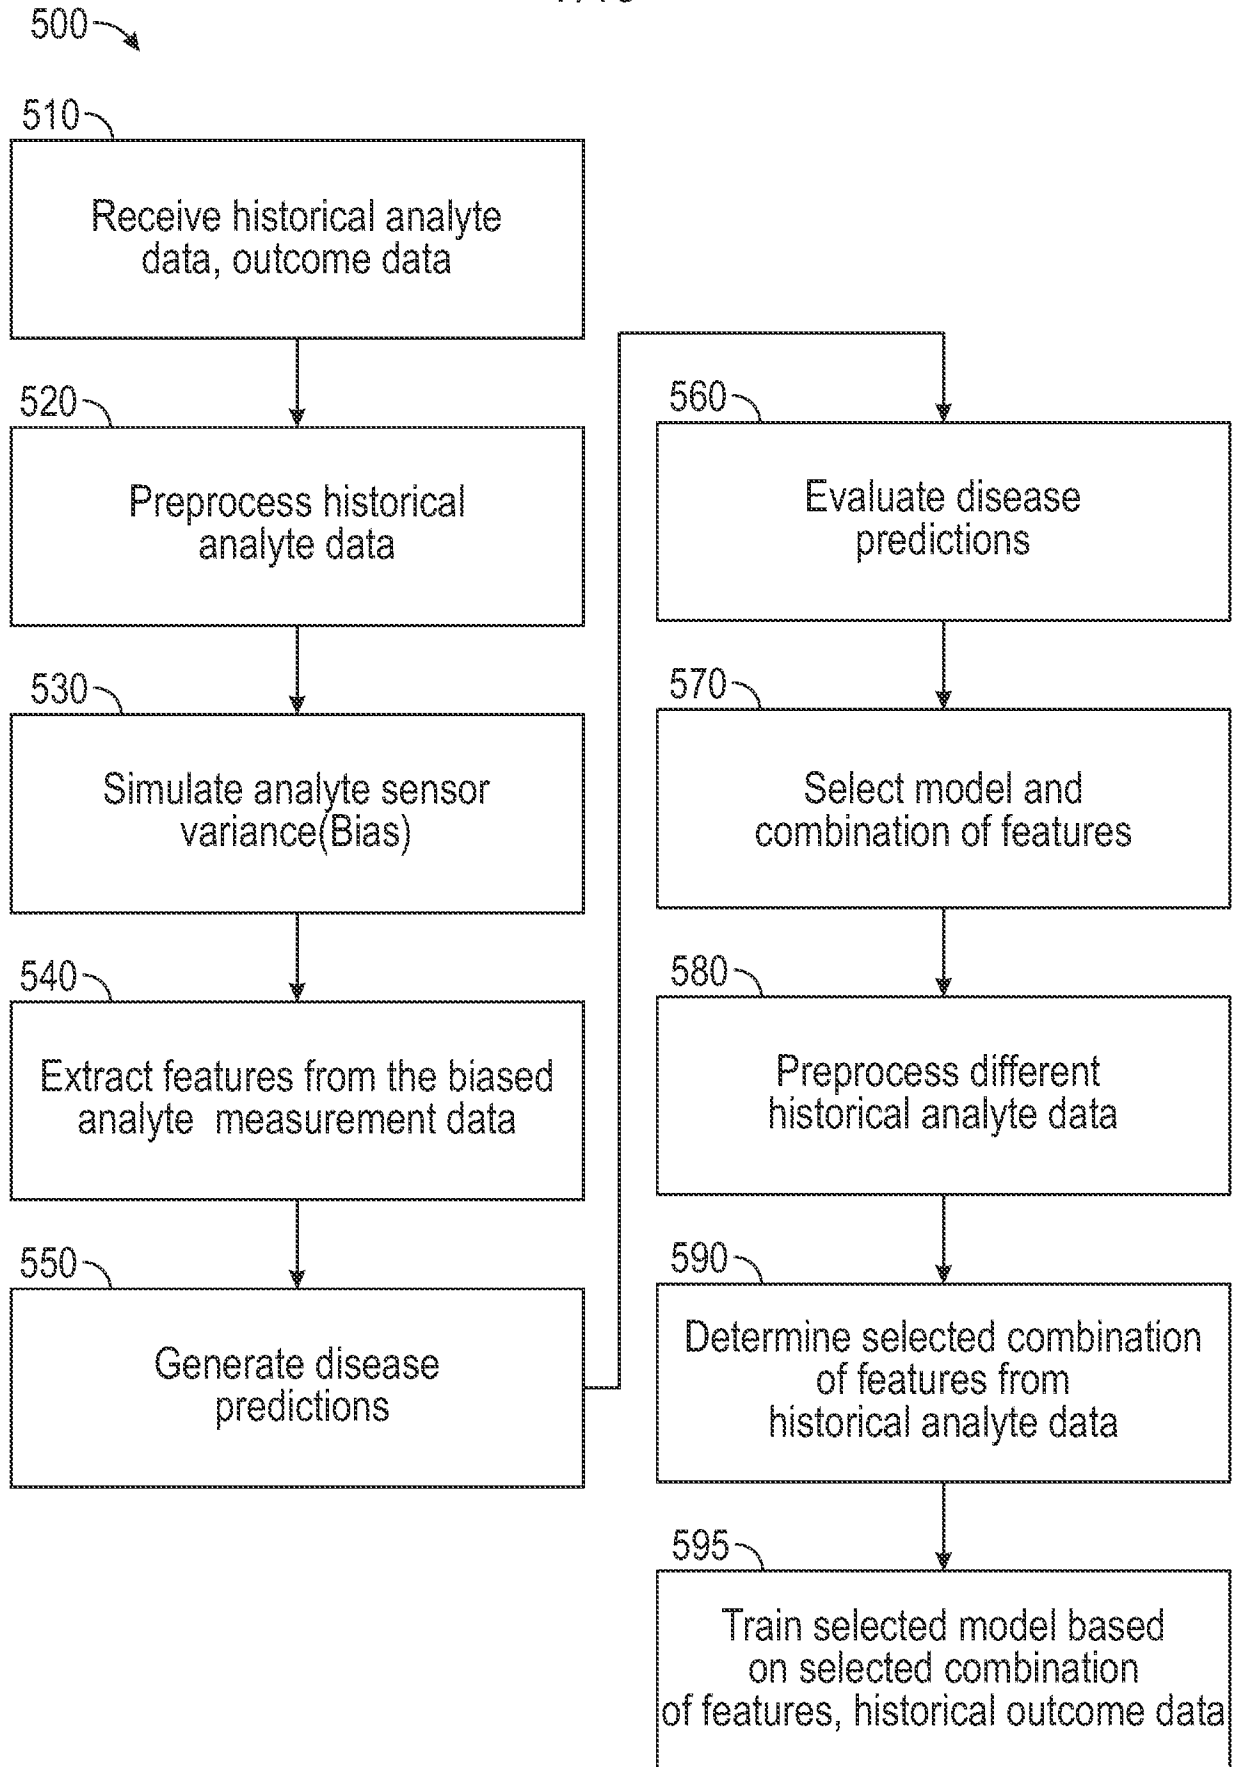 500
510
Receive historical analyte
data, outcome data
520
Preprocess historical
analyte data
530
Simulate analyte sensor
variance(Bias)
540
Extract features from the biased
analyte measurement data
550
Generate disease
predictions
560
Evaluate disease
predictions
570
Select model and
combination of features
580
Preprocess different
historical analyte data
590
Determine selected combination
of features from
historical analyte data
595
Train selected model based
on selected combination
of features, historical outcome data